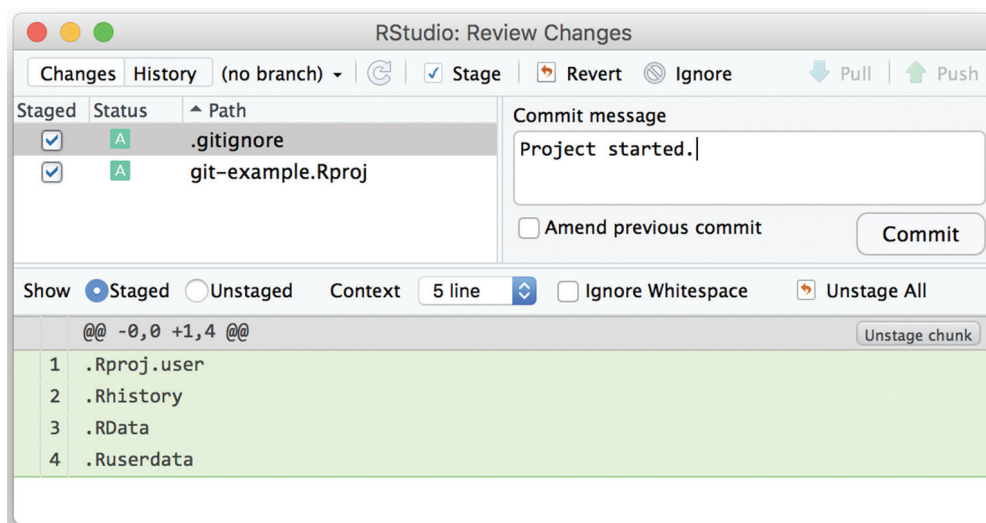 RStudio: Review Changes
Changes History (no branch) Stage Revert Ignore Pull Push
Staged Status Path
A .gitignore
A git-example.Rproj
Commit message
Project started.
Amend previous commit
Commit
Show Staged Unstaged Context 5 line Ignore Whitespace Unstage All
@@ -0,0 +1,4 @@ Unstage chunk
1 .Rproj.user
2 .Rhistory
3 .RData
4 .Ruserdata